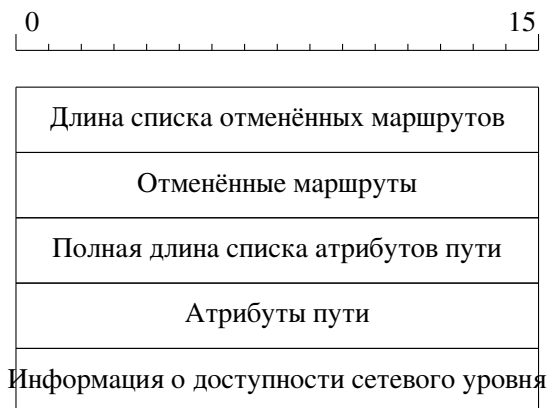 0 15
Длина списка отменённых маршрутов
Отменённые маршруты
Полная длина списка атрибутов пути
Атрибуты пути
Информация о доступности сетевого уровня